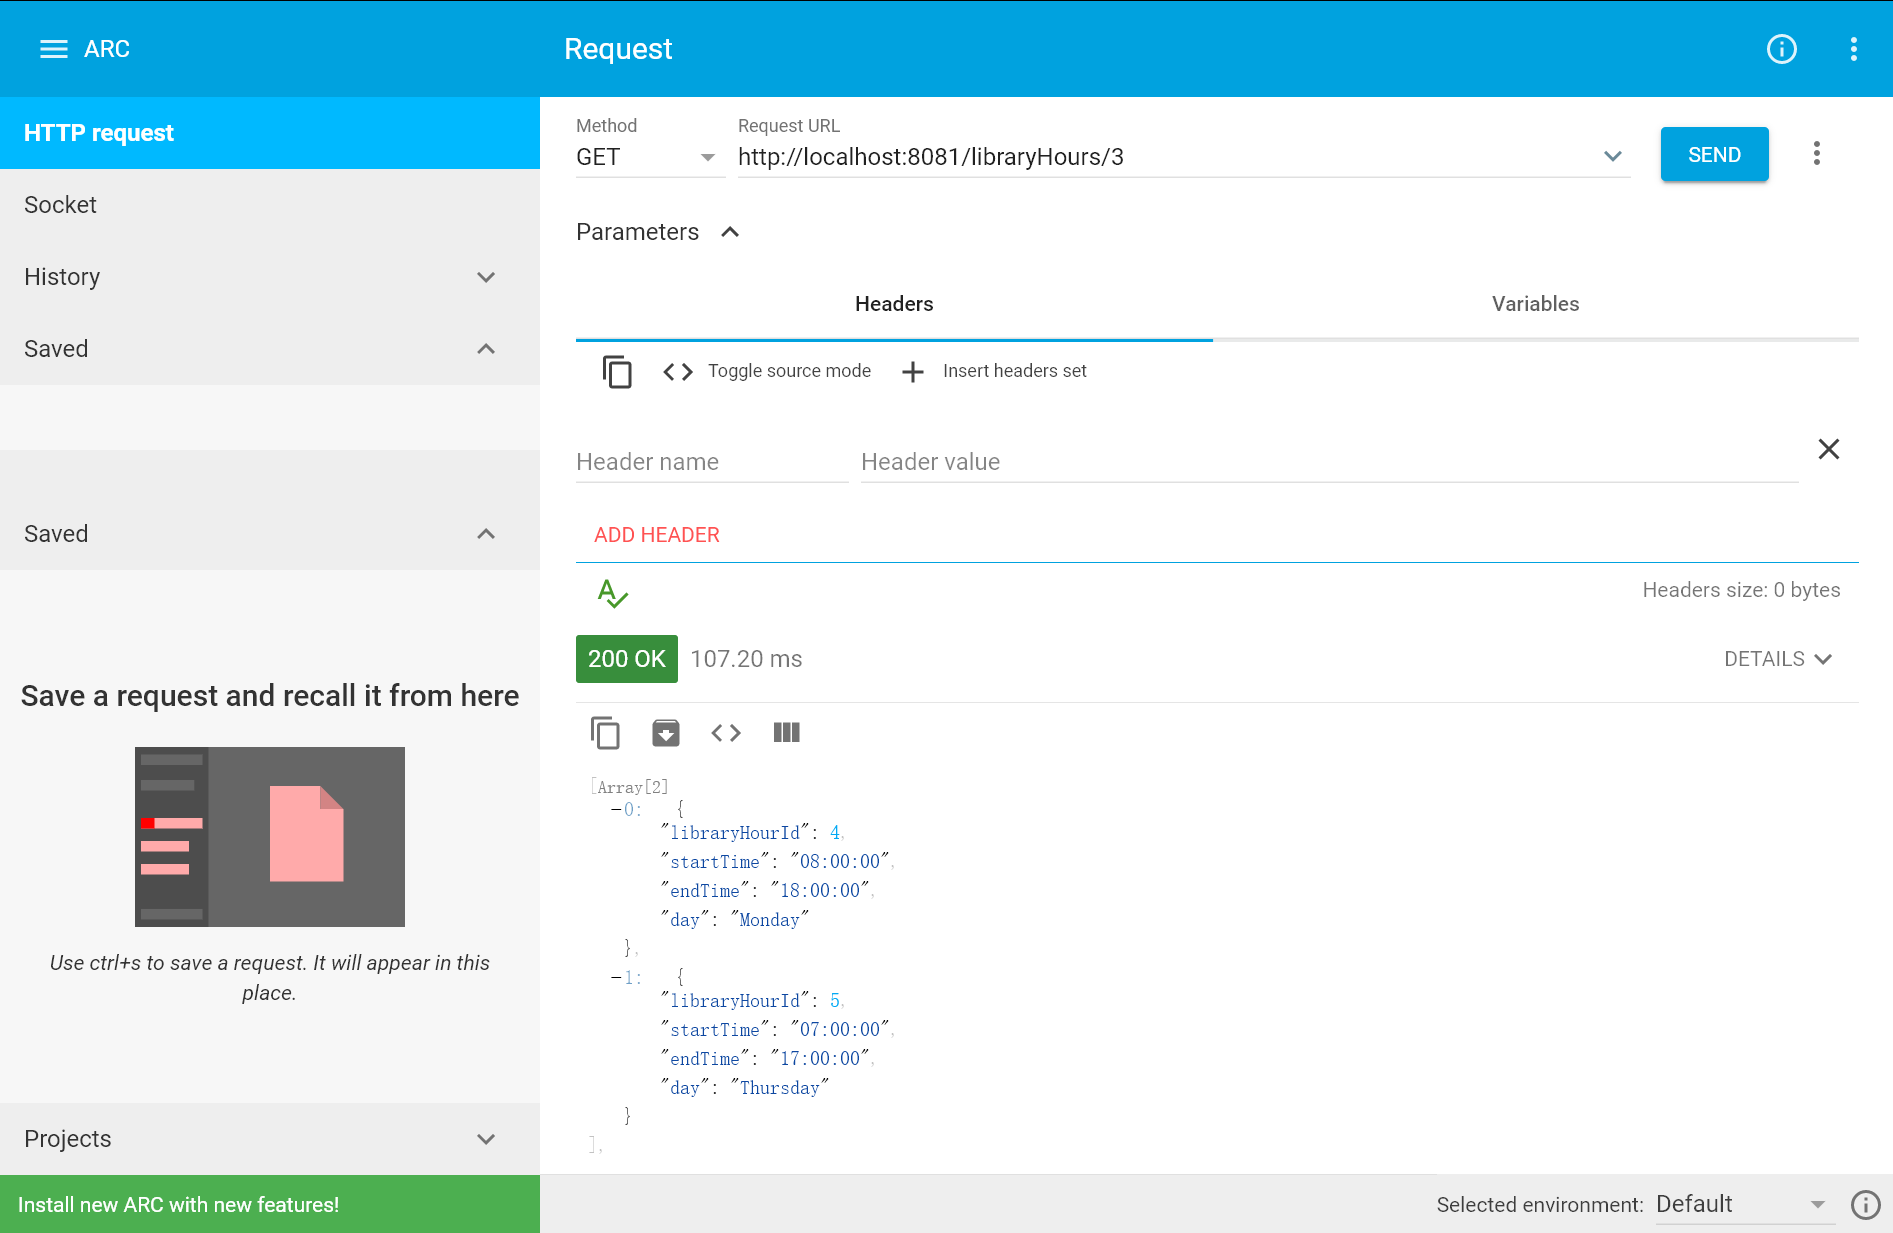 ARC
Request
HTTP request
Socket
History
Saved
Saved
Save a request and recall it from here
Use ctrl+s to save a request. It will appear in this
place.
Projects
Install new ARC with new features!
Method
GET
Request URL
http://localhost:8081/libraryHours/3
SEND
Parameters
Headers
Variables
Toggle source mode
Insert headers set
Header name
Header value
ADD HEADER
Headers size: 0 bytes
200 OK
107.20 ms
DETAILS
[Array[2]
−0: {
"libraryHourId": 4,
"startTime": "08:00:00",
"endTime": "18:00:00",
"day": "Monday"
},
−1: {
"libraryHourId": 5,
"startTime": "07:00:00",
"endTime": "17:00:00",
"day": "Thursday"
}
],
Selected environment: Default